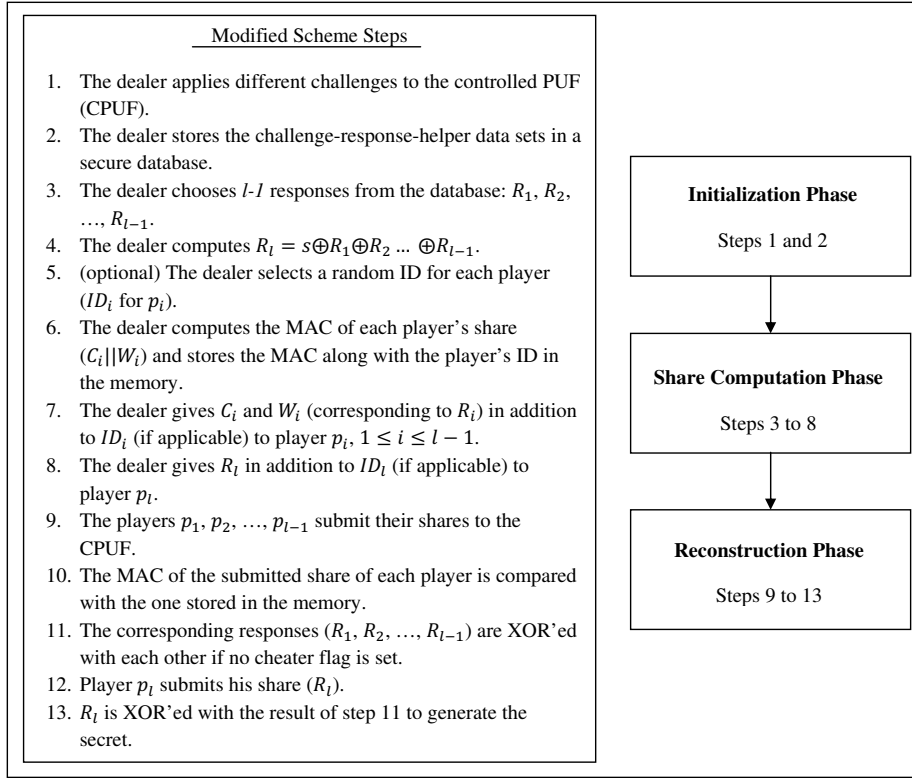 Modified Scheme Steps
1. The dealer applies different challenges to the controlled PUF
(CPUF).
2. The dealer stores the challenge-response-helper data sets in a
secure database.
3. The dealer chooses l-1 responses from the database: R₁, R₂,
…, Rₗ₋₁.
4. The dealer computes Rₗ = s⊕R₁⊕R₂ … ⊕Rₗ₋₁.
5. (optional) The dealer selects a random ID for each player
(IDᵢ for pᵢ).
6. The dealer computes the MAC of each player's share
(Cᵢ||Wᵢ) and stores the MAC along with the player's ID in
the memory.
7. The dealer gives Cᵢ and Wᵢ (corresponding to Rᵢ) in addition
to IDᵢ (if applicable) to player pᵢ, 1 ≤ i ≤ l − 1.
8. The dealer gives Rₗ in addition to IDₗ (if applicable) to
player pₗ.
9. The players p₁, p₂, …, pₗ₋₁ submit their shares to the
CPUF.
10. The MAC of the submitted share of each player is compared
with the one stored in the memory.
11. The corresponding responses (R₁, R₂, …, Rₗ₋₁) are XOR'ed
with each other if no cheater flag is set.
12. Player pₗ submits his share (Rₗ).
13. Rₗ is XOR'ed with the result of step 11 to generate the
secret.
Initialization Phase
Steps 1 and 2
Share Computation Phase
Steps 3 to 8
Reconstruction Phase
Steps 9 to 13